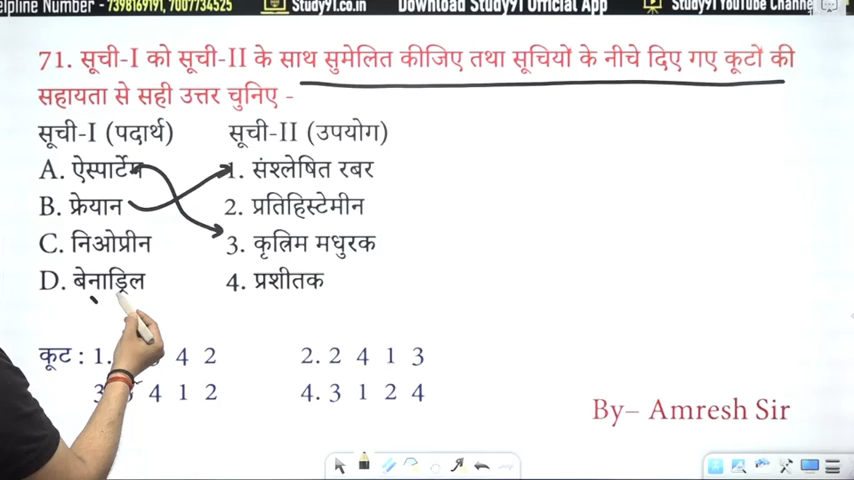 elpline Number - 7398169191, 7007734525 Study91.co.in Download Study91 Official App Study91 YouTube Channe
71. सूची-I को सूची-II के साथ सुमेलित कीजिए तथा सूचियों के नीचे दिए गए कूटों की
सहायता से सही उत्तर चुनिए -
सूची-I (पदार्थ) सूची-II (उपयोग)
A. ऐस्पार्टेम 1. संश्लेषित रबर
B. फ्रेयान 2. प्रतिहिस्टेमीन
C. निओप्रीन 3. कृत्रिम मधुरक
D. बेनाड्रिल 4. प्रशीतक
कूट : 1. 4 2 2. 2 4 1 3
3 4 1 2 4. 3 1 2 4
By– Amresh Sir